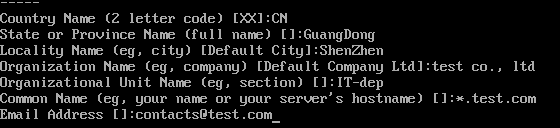 -----
Country Name (2 letter code) [XX]:CN
State or Province Name (full name) []:GuangDong
Locality Name (eg, city) [Default City]:ShenZhen
Organization Name (eg, company) [Default Company Ltd]:test co., ltd
Organizational Unit Name (eg, section) []:IT-dep
Common Name (eg, your name or your server's hostname) []:*.test.com
Email Address []:contacts@test.com_